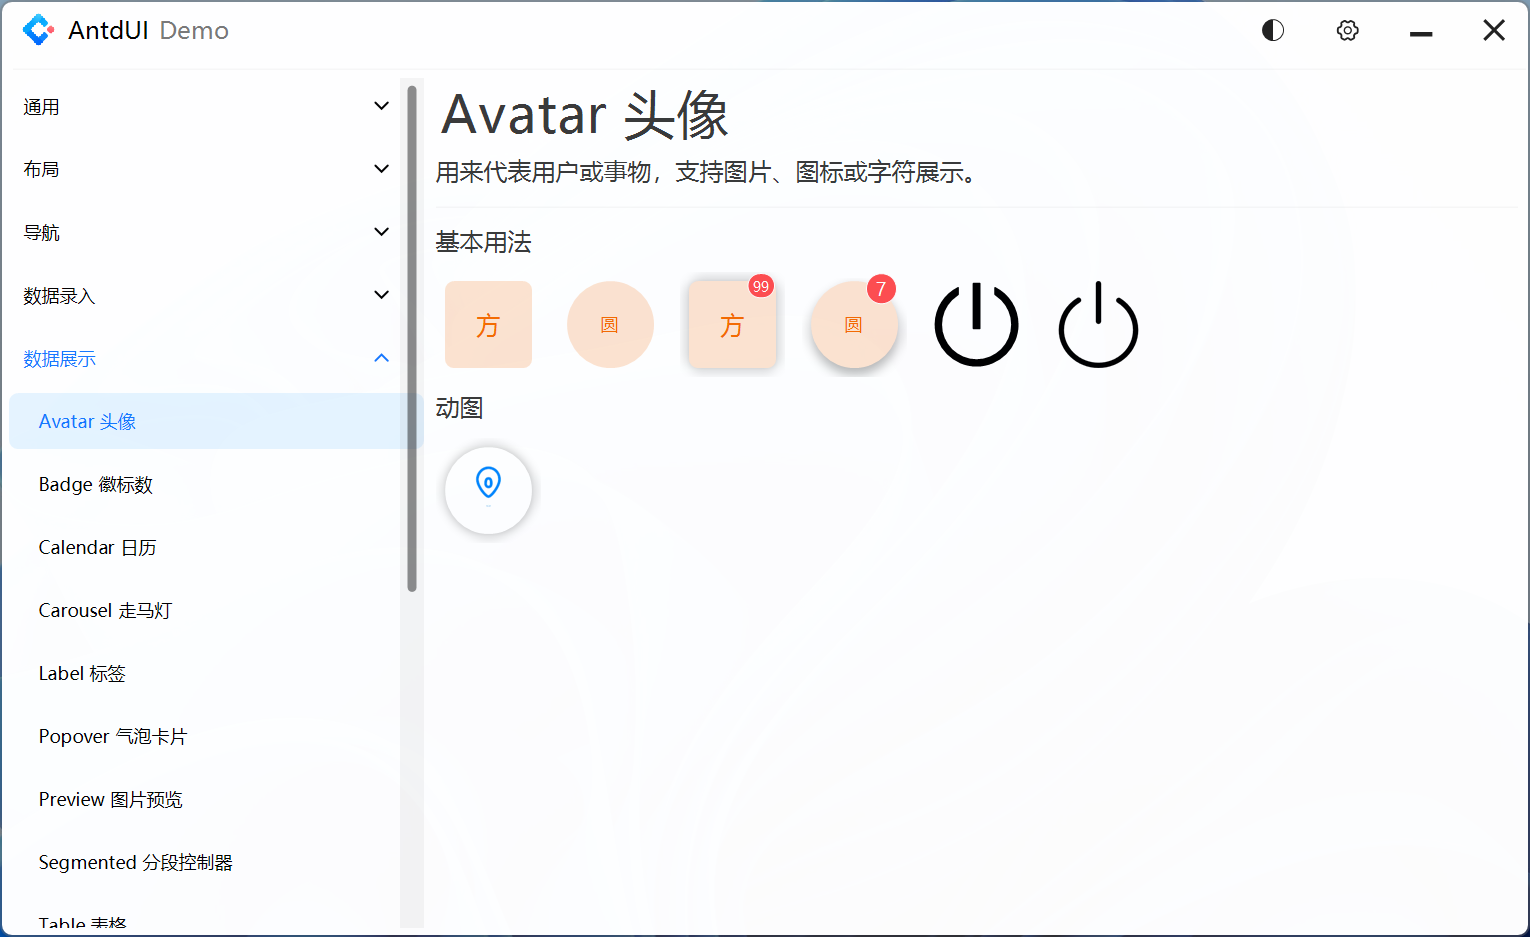 AntdUI Demo
通用
布局
导航
数据录入
数据展示
Avatar 头像
Badge 徽标数
Calendar 日历
Carousel 走马灯
Label 标签
Popover 气泡卡片
Preview 图片预览
Segmented 分段控制器
Table 表格
Avatar 头像
用来代表用户或事物，支持图片、图标或字符展示。
基本用法
方
圆
方
99
圆
7
动图